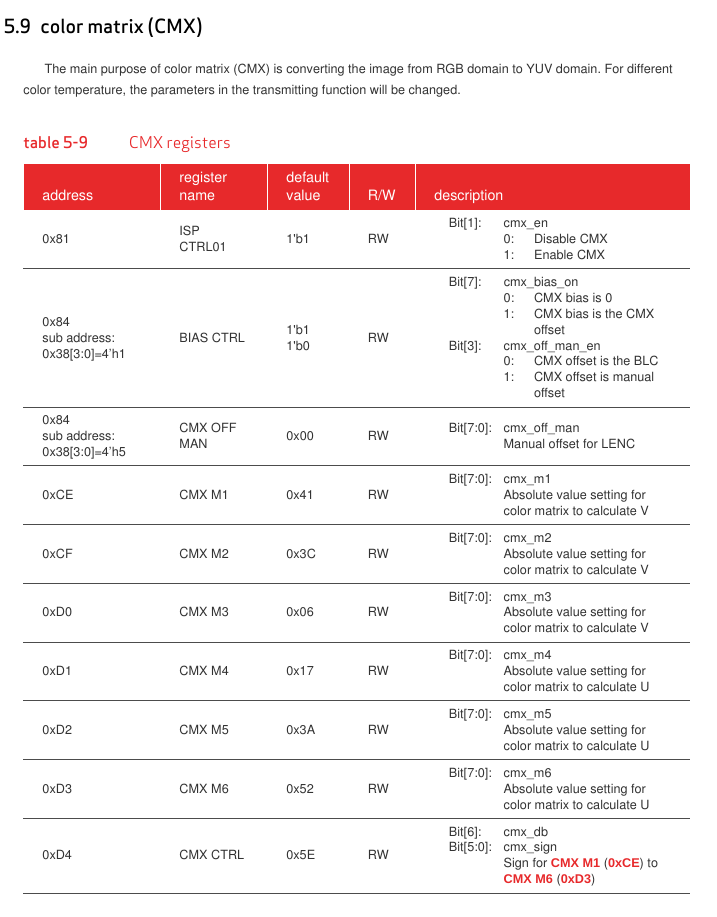 5.9 color matrix (CMX)
The main purpose of color matrix (CMX) is converting the image from RGB domain to YUV domain. For different
color temperature, the parameters in the transmitting function will be changed.
table 5-9 CMX registers
address register name default value R/W description
0x81 ISP CTRL01 1'b1 RW Bit[1]: cmx_en
0: Disable CMX
1: Enable CMX
0x84
sub address:
0x38[3:0]=4'h1
BIAS CTRL
1'b1
1'b0
RW
Bit[7]: cmx_bias_on
0: CMX bias is 0
1: CMX bias is the CMX
offset
Bit[3]: cmx_off_man_en
0: CMX offset is the BLC
1: CMX offset is manual
offset
0x84
sub address:
0x38[3:0]=4'h5
CMX OFF
MAN
0x00
RW
Bit[7:0]: cmx_off_man
Manual offset for LENC
0xCE CMX M1 0x41 RW Bit[7:0]: cmx_m1
Absolute value setting for
color matrix to calculate V
0xCF CMX M2 0x3C RW Bit[7:0]: cmx_m2
Absolute value setting for
color matrix to calculate V
0xD0 CMX M3 0x06 RW Bit[7:0]: cmx_m3
Absolute value setting for
color matrix to calculate V
0xD1 CMX M4 0x17 RW Bit[7:0]: cmx_m4
Absolute value setting for
color matrix to calculate U
0xD2 CMX M5 0x3A RW Bit[7:0]: cmx_m5
Absolute value setting for
color matrix to calculate U
0xD3 CMX M6 0x52 RW Bit[7:0]: cmx_m6
Absolute value setting for
color matrix to calculate U
0xD4 CMX CTRL 0x5E RW Bit[6]: cmx_db
Bit[5:0]: cmx_sign
Sign for CMX M1 (0xCE) to
CMX M6 (0xD3)